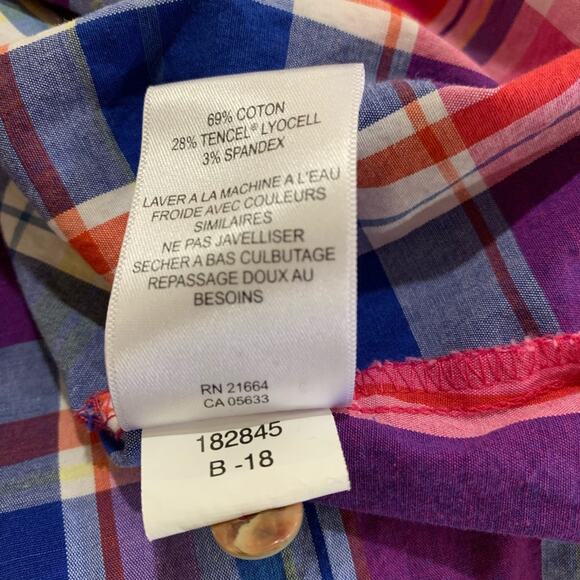 69% COTON
28% TENCEL® LYOCELL
3% SPANDEX
LAVER A LA MACHINE A L'EAU
FROIDE AVEC COULEURS
SIMILAIRES
NE PAS JAVELLISER
SECHER A BAS CULBUTAGE
REPASSAGE DOUX AU
BESOINS
RN 21664
CA 05633
182845
B -18